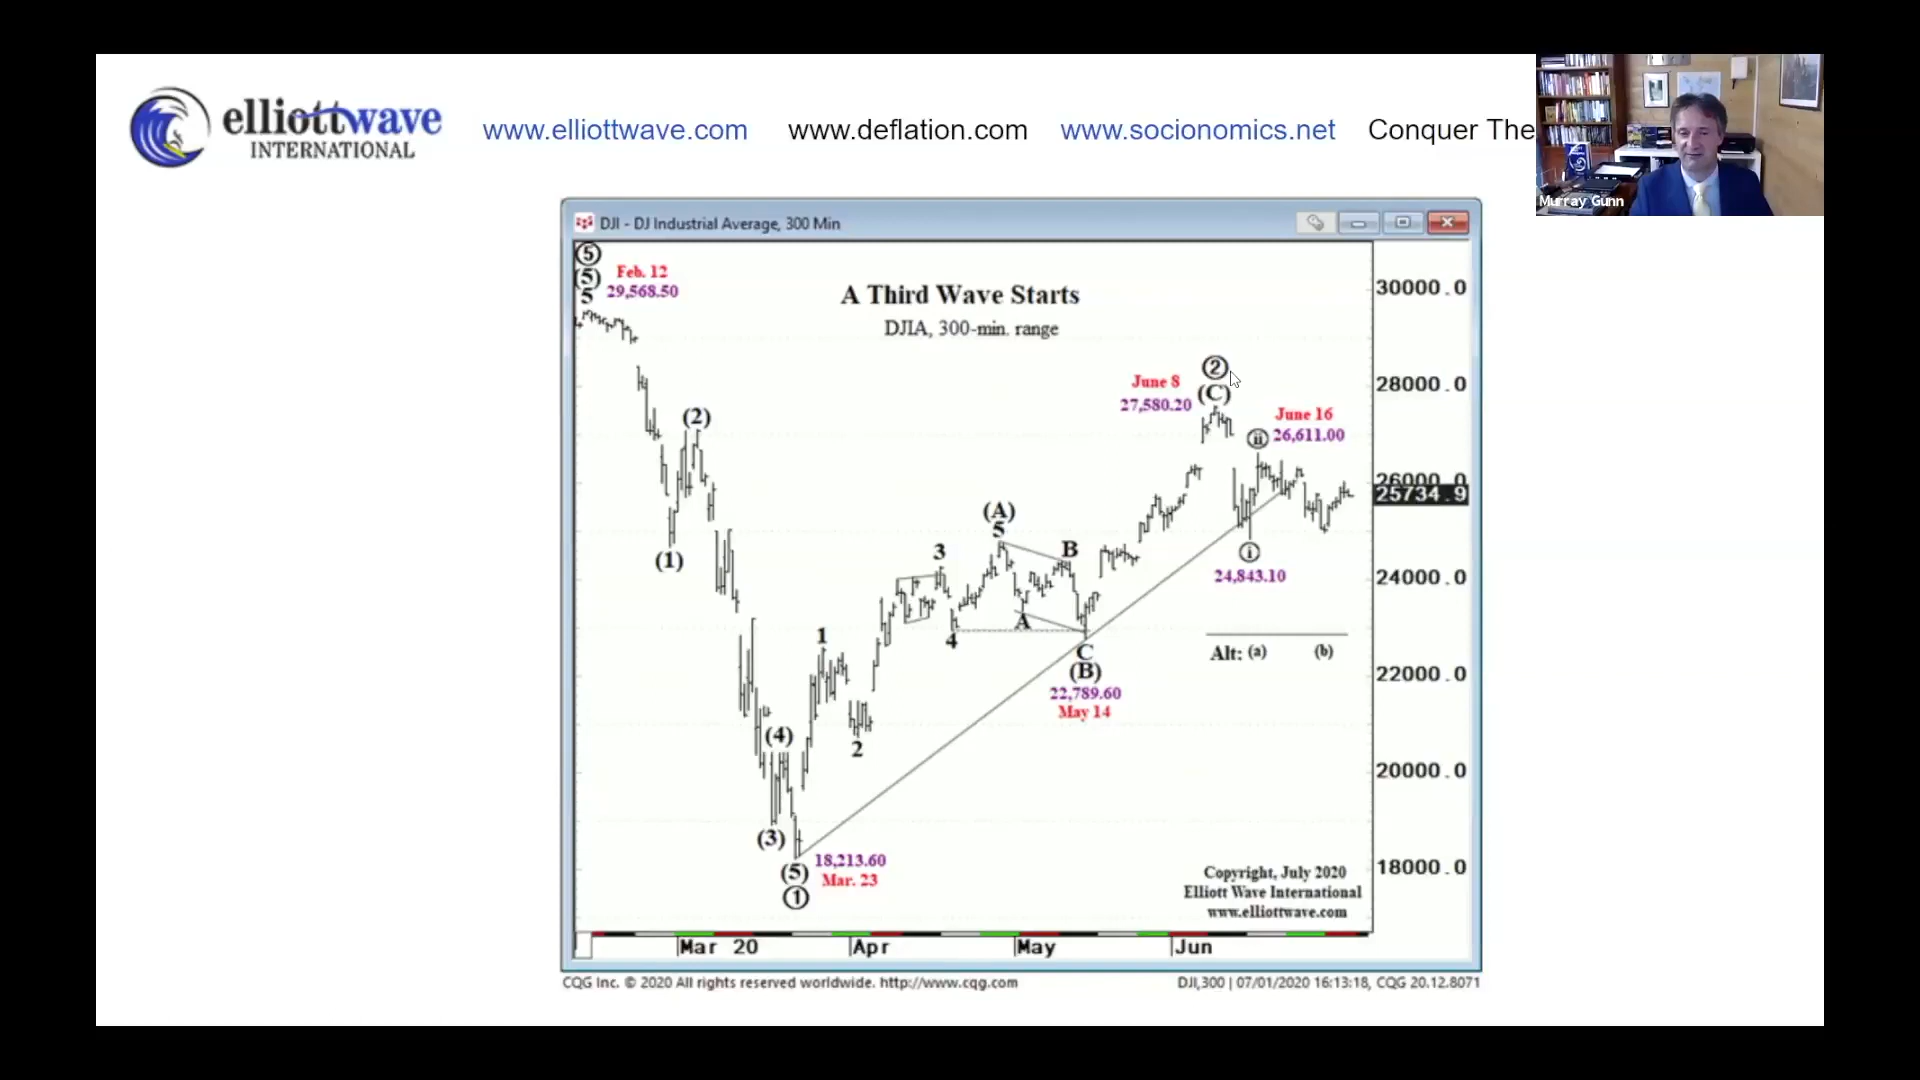 elliottwave
INTERNATIONAL
www.elliottwave.com www.deflation.com www.socionomics.net Conquer The
Murray Gunn
DJI - DJ Industrial Average, 300 Min
A Third Wave Starts
DJIA, 300-min. range
⑤
(5)
5
Feb. 12
29,568.50
(1)
(2)
(3)
(4)
(5)
①
18,213.60
Mar. 23
1
2
3
4
5
(A)
A
B
C
(B)
22,789.60
May 14
June 8
27,580.20
②
(C)
June 16
26,611.00
ⓘ
24,843.10
ii
Alt: (a) (b)
30000.0
28000.0
26000.0
25734.9
24000.0
22000.0
20000.0
18000.0
Copyright, July 2020
Elliott Wave International
www.elliottwave.com
Mar 20 Apr May Jun
CQG Inc. © 2020 All rights reserved worldwide. http://www.cqg.com
DJI,300 | 07/01/2020 16:13:18, CQG 20.12.8071